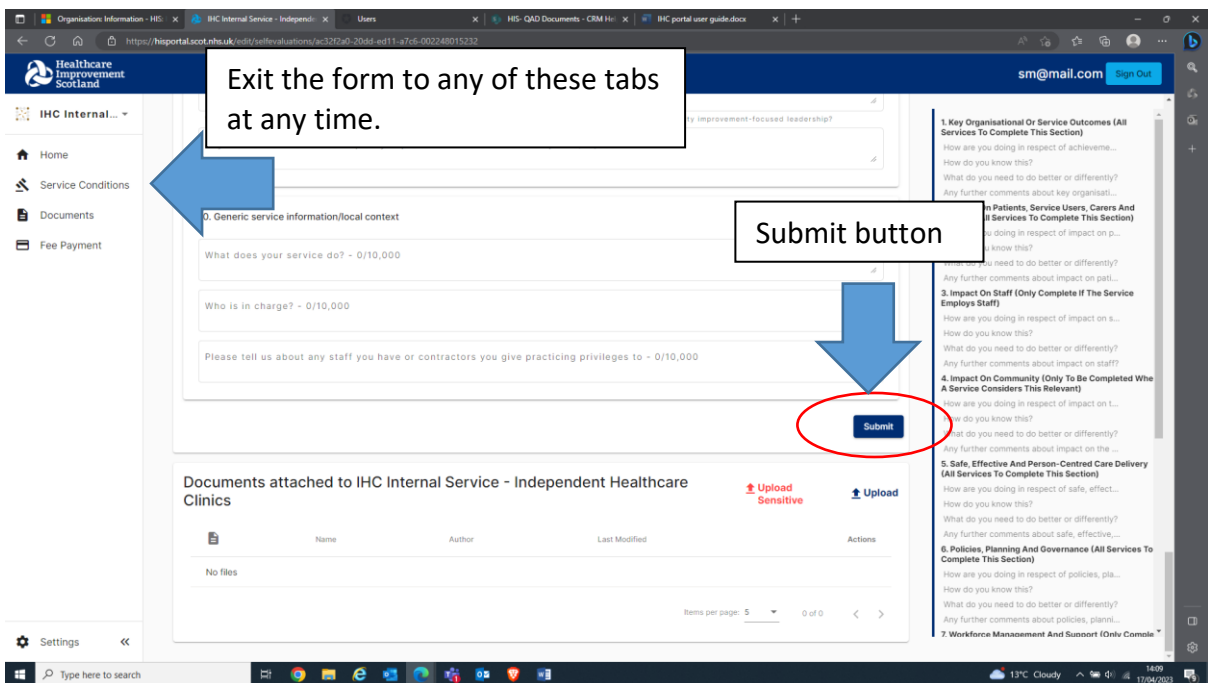 Organisation: Information - HIS:
IHC Internal Service - Independe
Users
HIS- QAD Documents - CRM He
IHC portal user guide.docx
https://hisportal.scot.nhs.uk/edit/selfevaluations/ac32f2a0-20dd-ed11-a7c6-002248015232
Healthcare
Improvement
Scotland
sm@mail.com
Sign Out
Exit the form to any of these tabs
at any time.
IHC Internal...
Home
Service Conditions
Documents
Fee Payment
Settings
ty improvement-focused leadership?
0. Generic service information/local context
What does your service do? - 0/10,000
Who is in charge? - 0/10,000
Please tell us about any staff you have or contractors you give practicing privileges to - 0/10,000
Submit button
Submit
Documents attached to IHC Internal Service - Independent Healthcare
Clinics
Upload
Sensitive
Upload
Name Author Last Modified Actions
No files
Items per page: 5 0 of 0
1. Key Organisational Or Service Outcomes (All
Services To Complete This Section)
How are you doing in respect of achieveme...
How do you know this?
What do you need to do better or differently?
Any further comments about key organisati...
n Patients, Service Users, Carers And
ll Services To Complete This Section)
u doing in respect of impact on p...
u know this?
What do you need to do better or differently?
Any further comments about impact on pati...
3. Impact On Staff (Only Complete If The Service
Employs Staff)
How are you doing in respect of impact on s...
How do you know this?
What do you need to do better or differently?
Any further comments about impact on staff?
4. Impact On Community (Only To Be Completed Whe
A Service Considers This Relevant)
How are you doing in respect of impact on t...
How do you know this?
What do you need to do better or differently?
Any further comments about impact on the ...
5. Safe, Effective And Person-Centred Care Delivery
(All Services To Complete This Section)
How are you doing in respect of safe, effect...
How do you know this?
What do you need to do better or differently?
Any further comments about safe, effective,...
6. Policies, Planning And Governance (All Services To
Complete This Section)
How are you doing in respect of policies, pla...
How do you know this?
What do you need to do better or differently?
Any further comments about policies, planni...
7. Workforce Management And Support (Only Comple
Type here to search
13°C Cloudy
14:09
17/04/2023